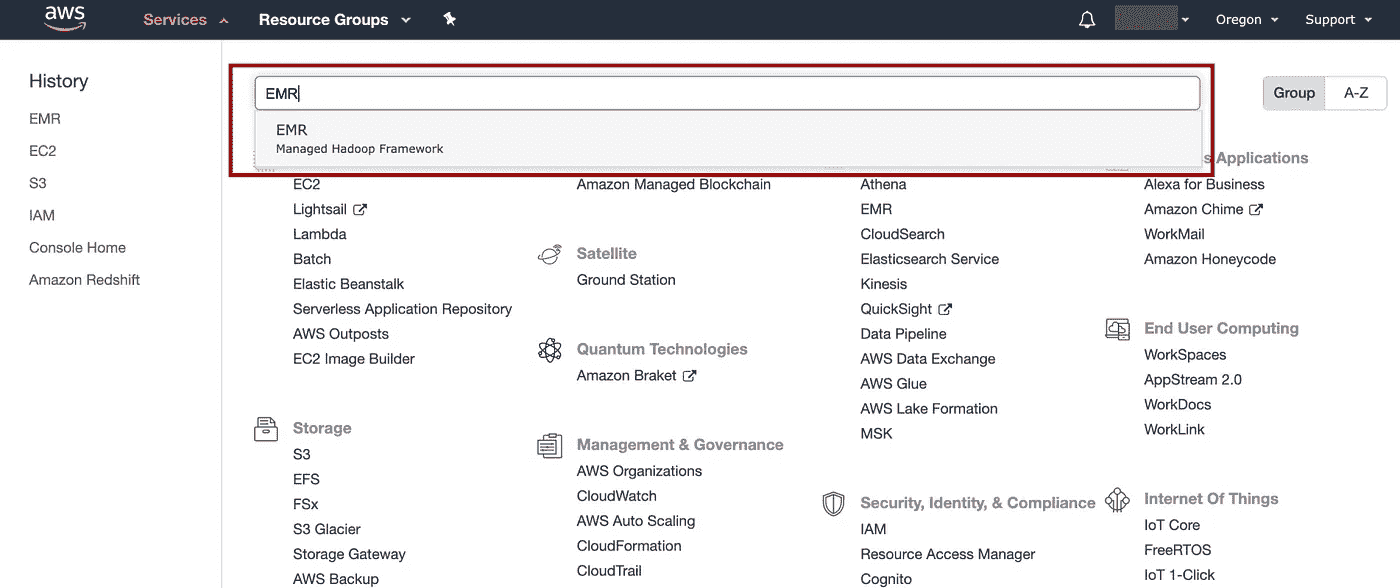 aws Services Resource Groups Oregon Support
History
EMR
EC2
S3
IAM
Console Home
Amazon Redshift
EMR
Group A-Z
EMR
Managed Hadoop Framework
EC2
Lightsail
Lambda
Batch
Elastic Beanstalk
Serverless Application Repository
AWS Outposts
EC2 Image Builder
Storage
S3
EFS
FSx
S3 Glacier
Storage Gateway
AWS Backup
Amazon Managed Blockchain
Satellite
Ground Station
Quantum Technologies
Amazon Braket
Management & Governance
AWS Organizations
CloudWatch
AWS Auto Scaling
CloudFormation
CloudTrail
Athena
EMR
CloudSearch
Elasticsearch Service
Kinesis
QuickSight
Data Pipeline
AWS Data Exchange
AWS Glue
AWS Lake Formation
MSK
Security, Identity, & Compliance
IAM
Resource Access Manager
Cognito
s Applications
Alexa for Business
Amazon Chime
WorkMail
Amazon Honeycode
End User Computing
WorkSpaces
AppStream 2.0
WorkDocs
WorkLink
Internet Of Things
IoT Core
FreeRTOS
IoT 1-Click